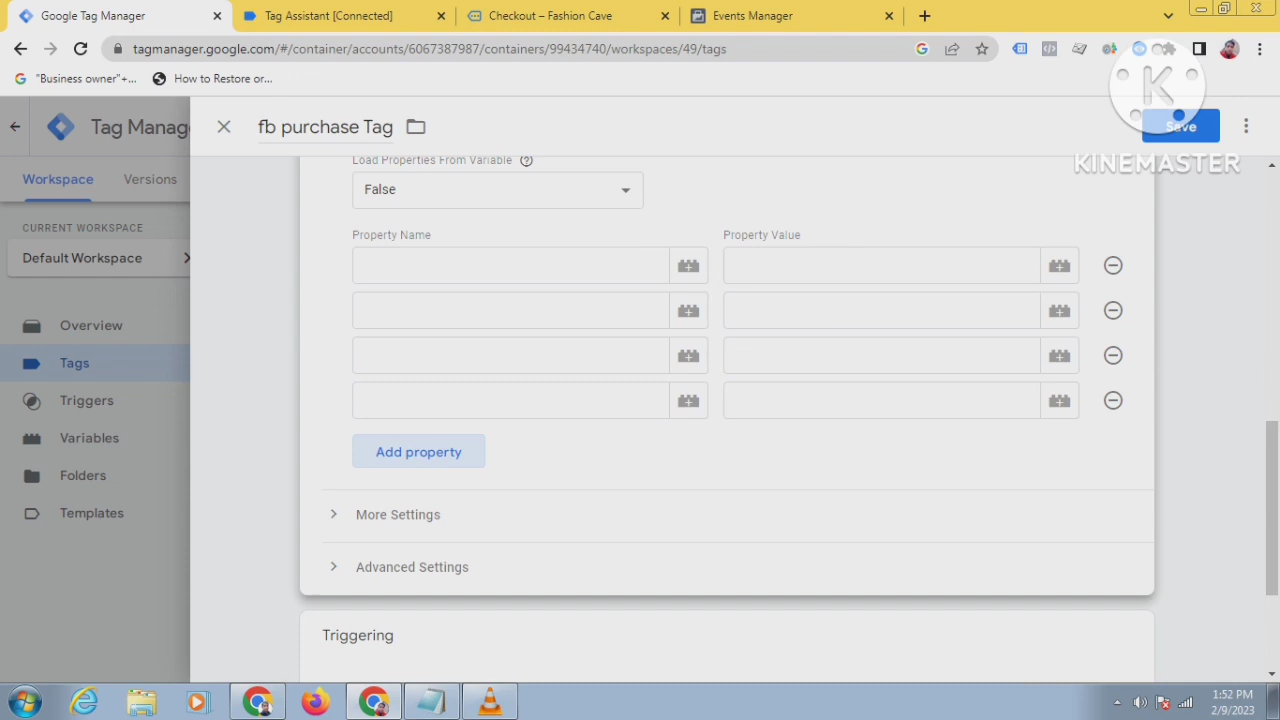 Google Tag Manager
Tag Assistant [Connected]
Checkout – Fashion Cave
Events Manager
tagmanager.google.com/#/container/accounts/6067387987/containers/99434740/workspaces/49/tags
"Business owner"+...
How to Restore or...
Tag Manag
fb purchase Tag
Save
KINEMASTER
Workspace
Versions
Load Properties From Variable
False
CURRENT WORKSPACE
Default Workspace
Property Name
Property Value
Overview
Tags
Triggers
Variables
Folders
Templates
Add property
More Settings
Advanced Settings
Triggering
1:52 PM
2/9/2023